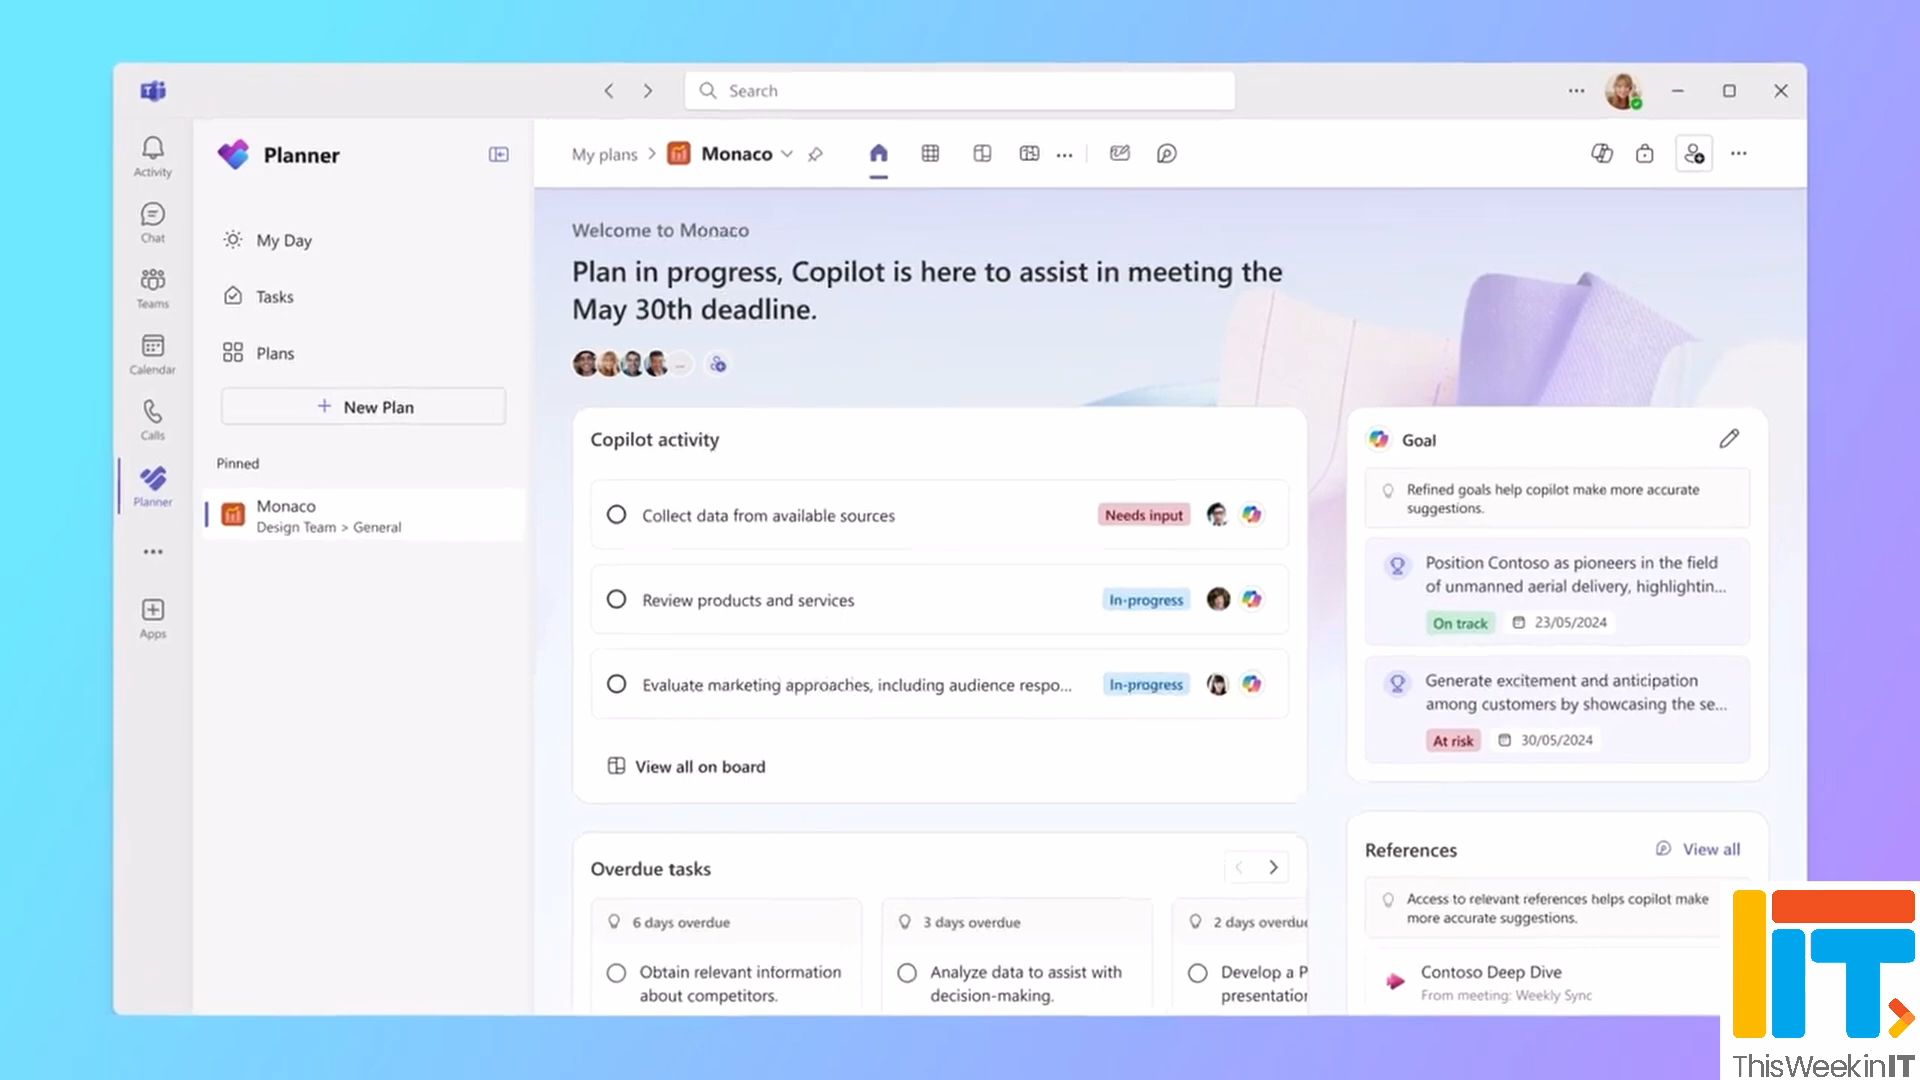 Search
Activity
Chat
Teams
Calendar
Calls
Planner
Apps
Planner
My Day
Tasks
Plans
New Plan
Pinned
Monaco
Design Team > General
My plans > Monaco
Welcome to Monaco
Plan in progress, Copilot is here to assist in meeting the
May 30th deadline.
Copilot activity
Collect data from available sources
Needs input
Review products and services
In-progress
Evaluate marketing approaches, including audience respo...
In-progress
View all on board
Overdue tasks
6 days overdue
Obtain relevant information
about competitors.
3 days overdue
Analyze data to assist with
decision-making.
2 days overdue
Develop a P
presentation
Goal
Refined goals help copilot make more accurate
suggestions.
Position Contoso as pioneers in the field
of unmanned aerial delivery, highlightin...
On track
23/05/2024
Generate excitement and anticipation
among customers by showcasing the se...
At risk
30/05/2024
References
View all
Access to relevant references helps copilot make
more accurate suggestions.
Contoso Deep Dive
From meeting: Weekly Sync
IT
ThisWeekinIT